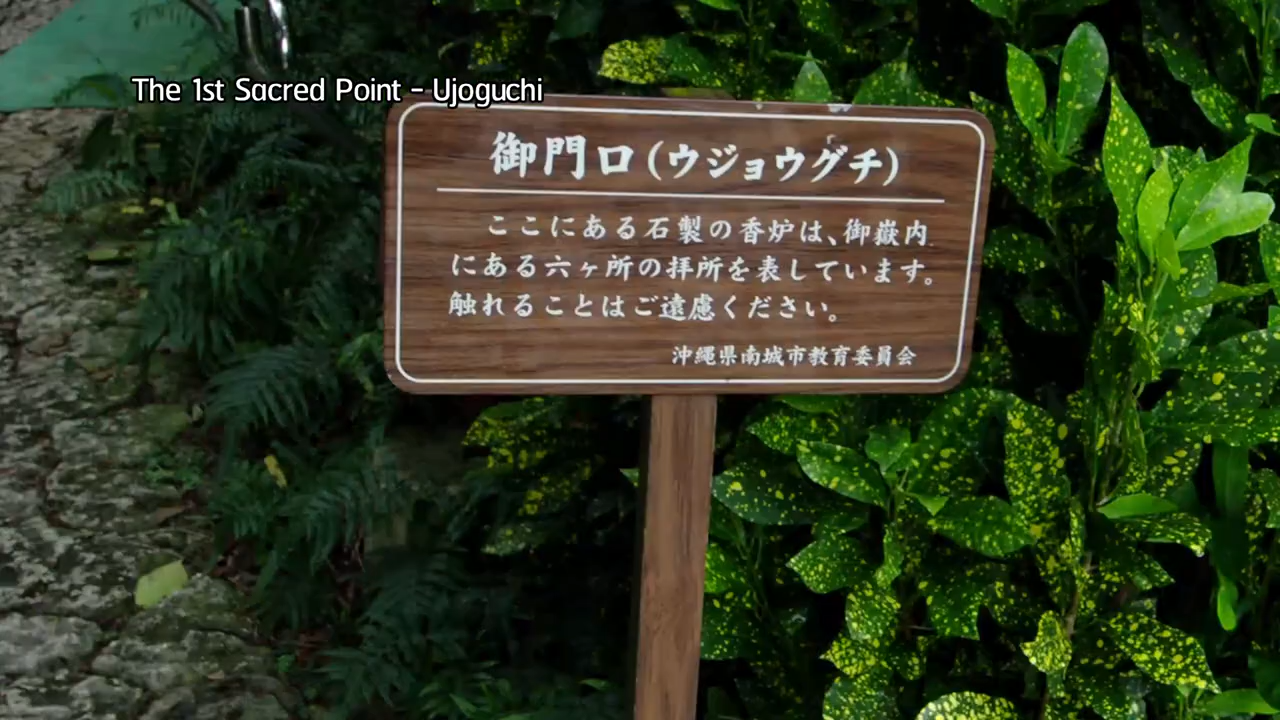 The 1st Sacred Point - Ujoguchi
御門口(ウジョウグチ)
ここにある石製の香炉は、御嶽内
にある六ヶ所の拝所を表しています。
触れることはご遠慮ください。
沖縄県南城市教育委員会